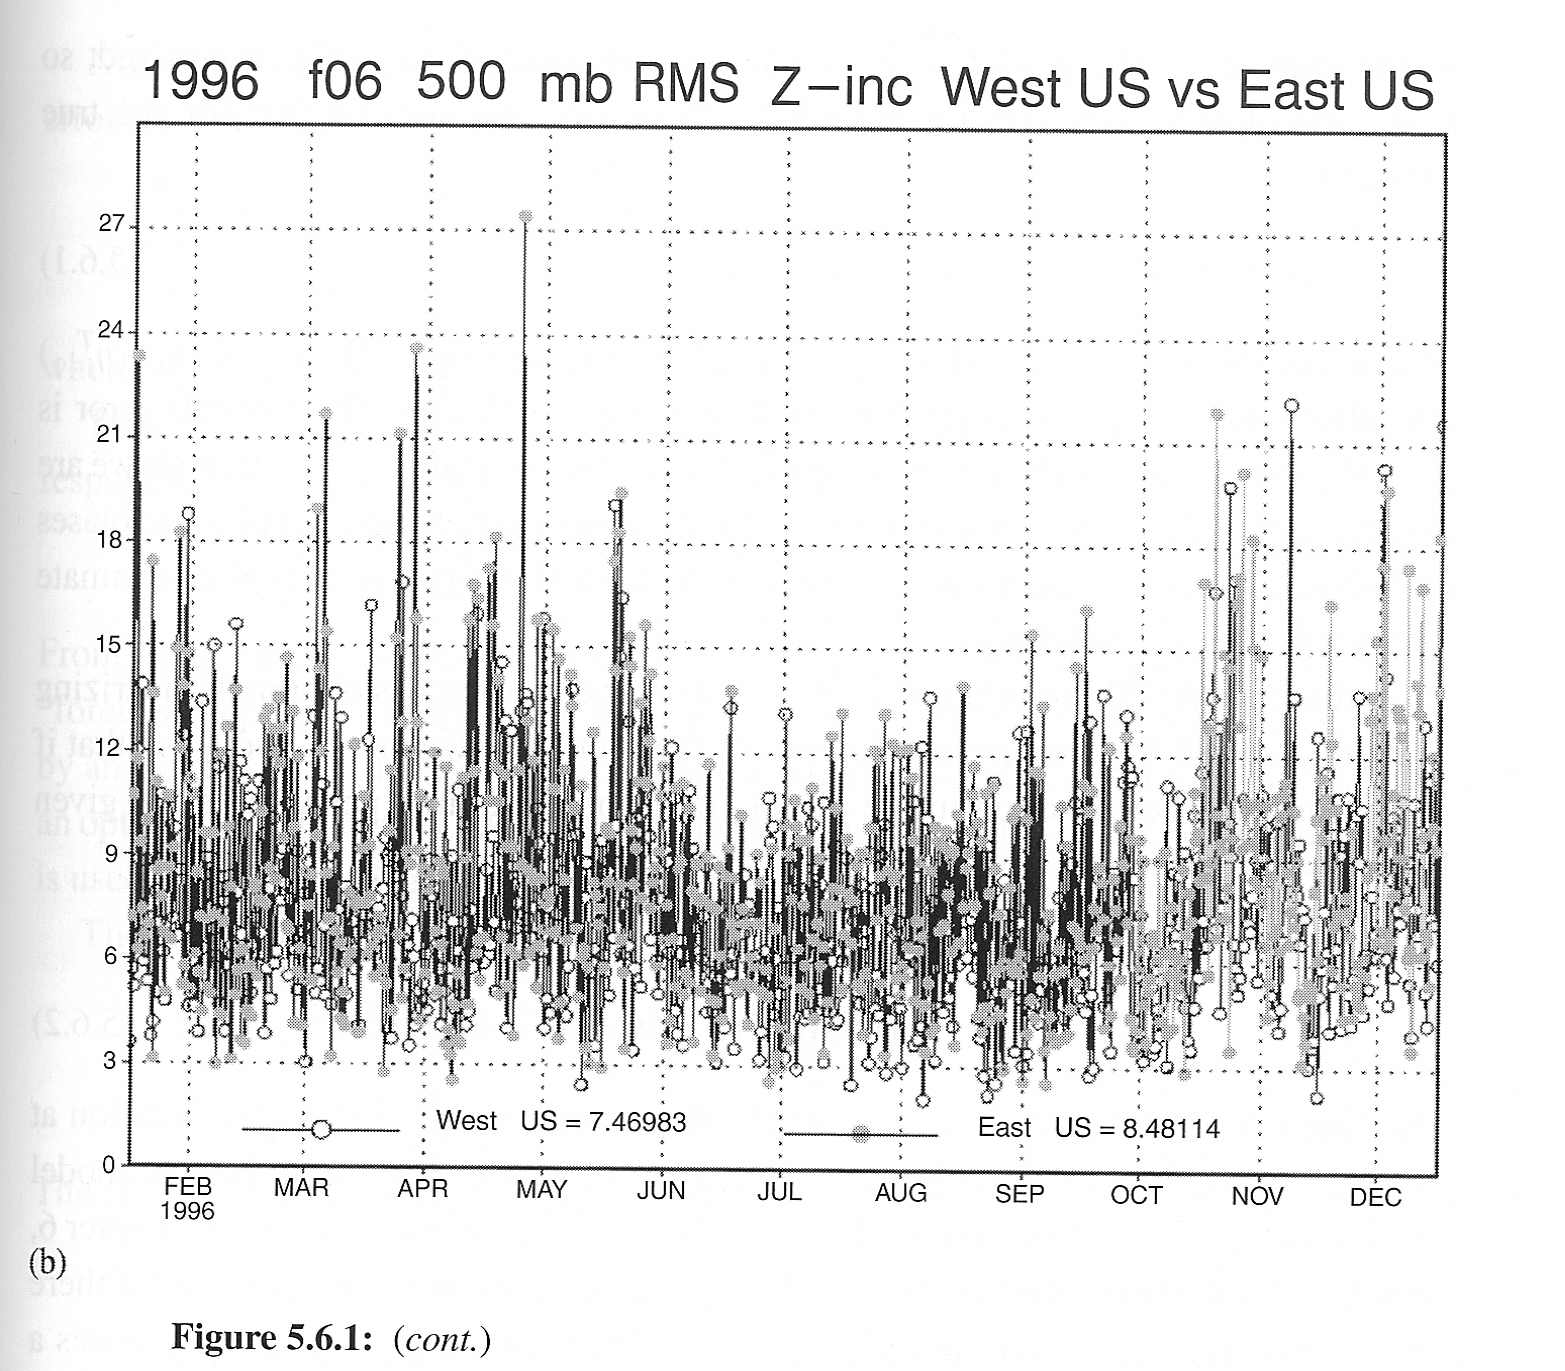 1996 f06 500 mb RMS Z-inc West US vs East US
27
24
21
18
15
12
9
6
3
0
West US = 7.46983 East US = 8.48114
FEB MAR APR MAY JUN JUL AUG SEP OCT NOV DEC
1996
(b)
Figure 5.6.1: (cont.)